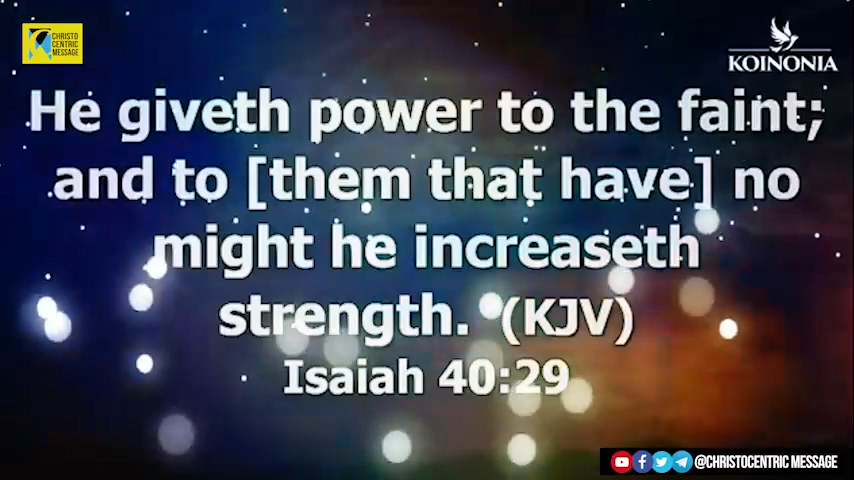 CHRISTO
CENTRIC
MESSAGE
KOINONIA
He giveth power to the faint;
and to [them that have] no
might he increaseth
strength. (KJV)
Isaiah 40:29
@CHRISTOCENTRIC MESSAGE